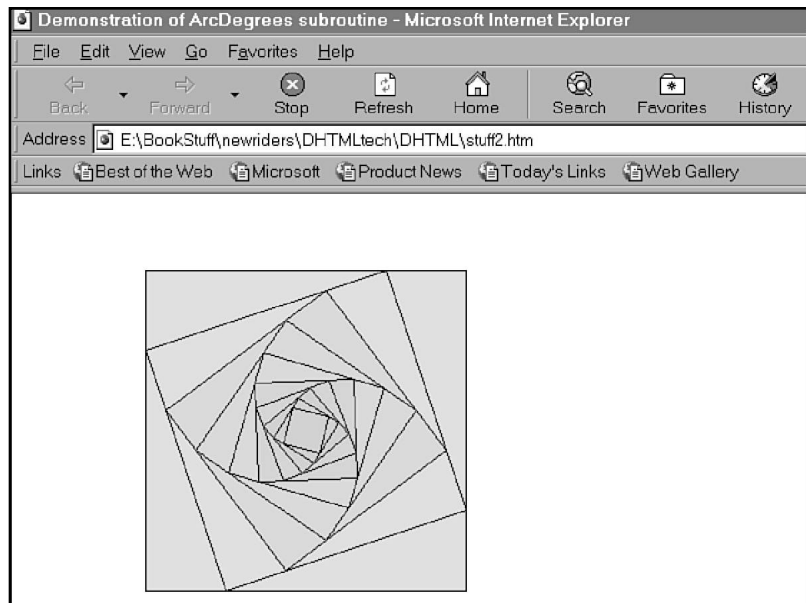 Demonstration of ArcDegrees subroutine - Microsoft Internet Explorer
File Edit View Go Favorites Help
Back Forward Stop Refresh Home Search Favorites History
Address E:\BookStuff\newriders\DHTMLtech\DHTML\stuff2.htm
Links Best of the Web Microsoft Product News Today's Links Web Gallery